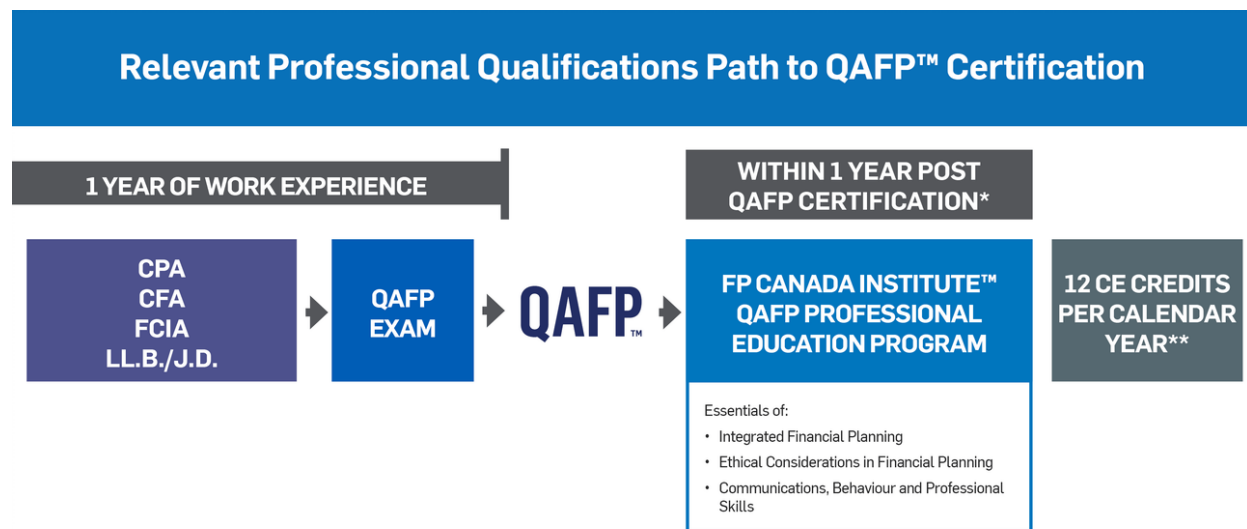 Relevant Professional Qualifications Path to QAFP™ Certification
1 YEAR OF WORK EXPERIENCE
WITHIN 1 YEAR POST
QAFP CERTIFICATION*
CPA
CFA
FCIA
LL.B./J.D.
QAFP
EXAM
QAFP™
FP CANADA INSTITUTE™
QAFP PROFESSIONAL
EDUCATION PROGRAM
Essentials of:
• Integrated Financial Planning
• Ethical Considerations in Financial Planning
• Communications, Behaviour and Professional
Skills
12 CE CREDITS
PER CALENDAR
YEAR**